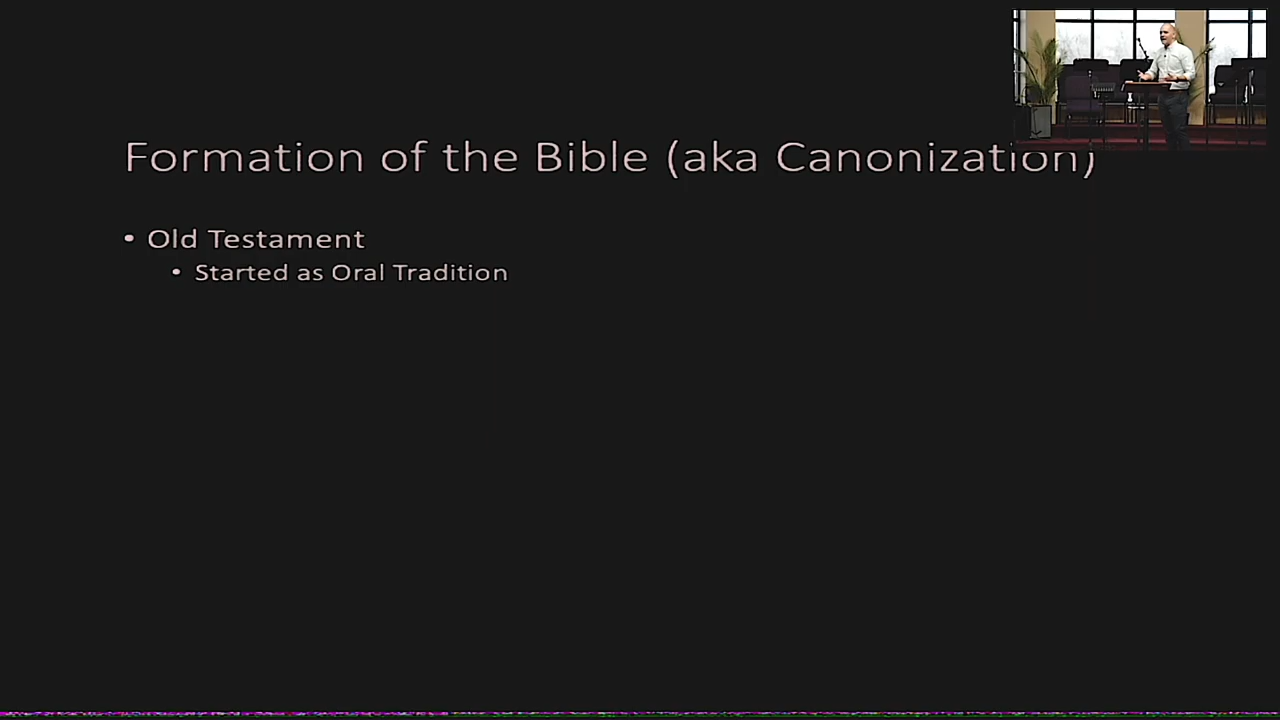 Formation of the Bible (aka Canonization)
• Old Testament
• Started as Oral Tradition